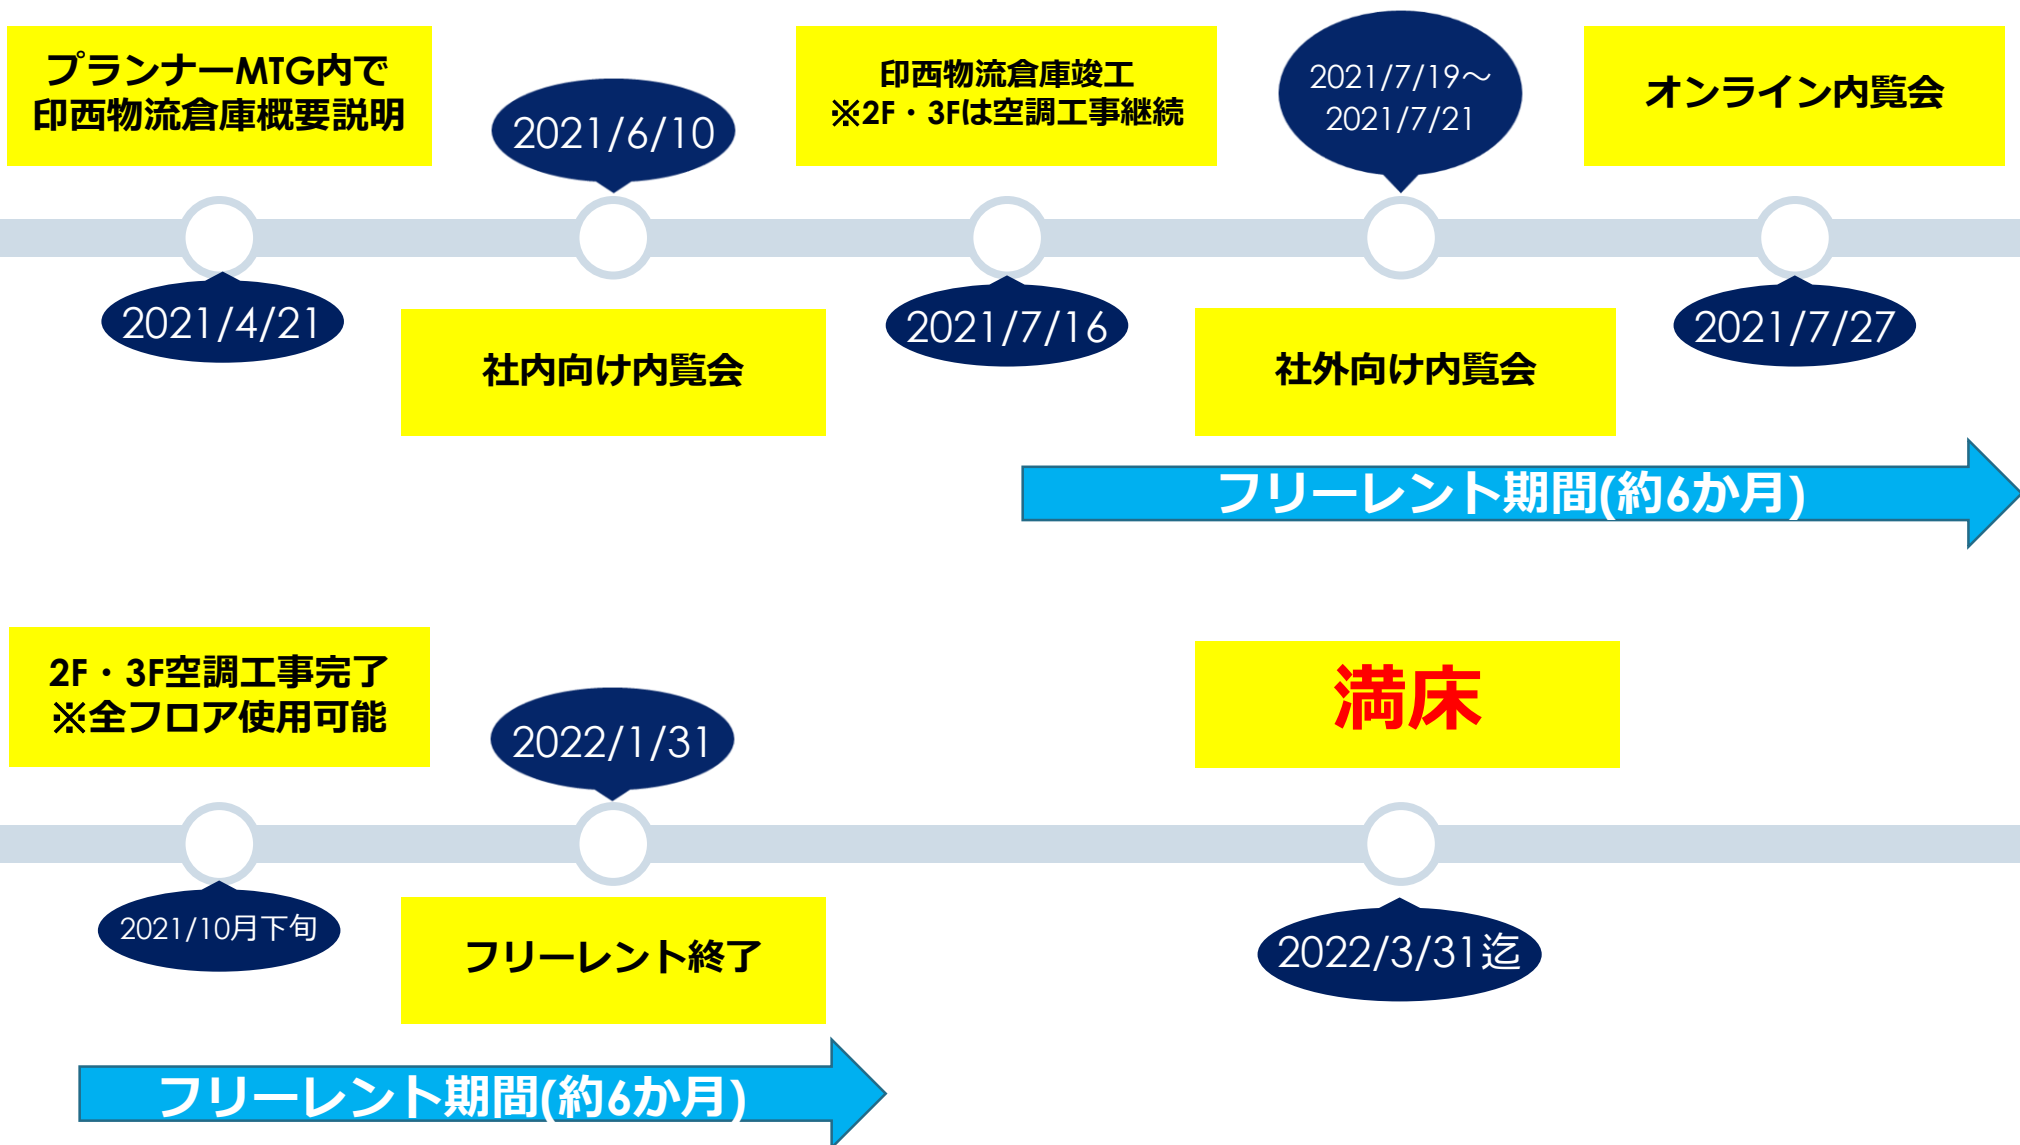 プランナーMTG内で
印西物流倉庫概要説明
2021/4/21
2021/6/10
社内向け内覧会
印西物流倉庫竣工
※2F・3Fは空調工事継続
2021/7/16
2021/7/19～
2021/7/21
社外向け内覧会
オンライン内覧会
2021/7/27
フリーレント期間(約6か月)
2F・3F空調工事完了
※全フロア使用可能
2021/10月下旬
2022/1/31
フリーレント終了
満床
2022/3/31迄
フリーレント期間(約6か月)